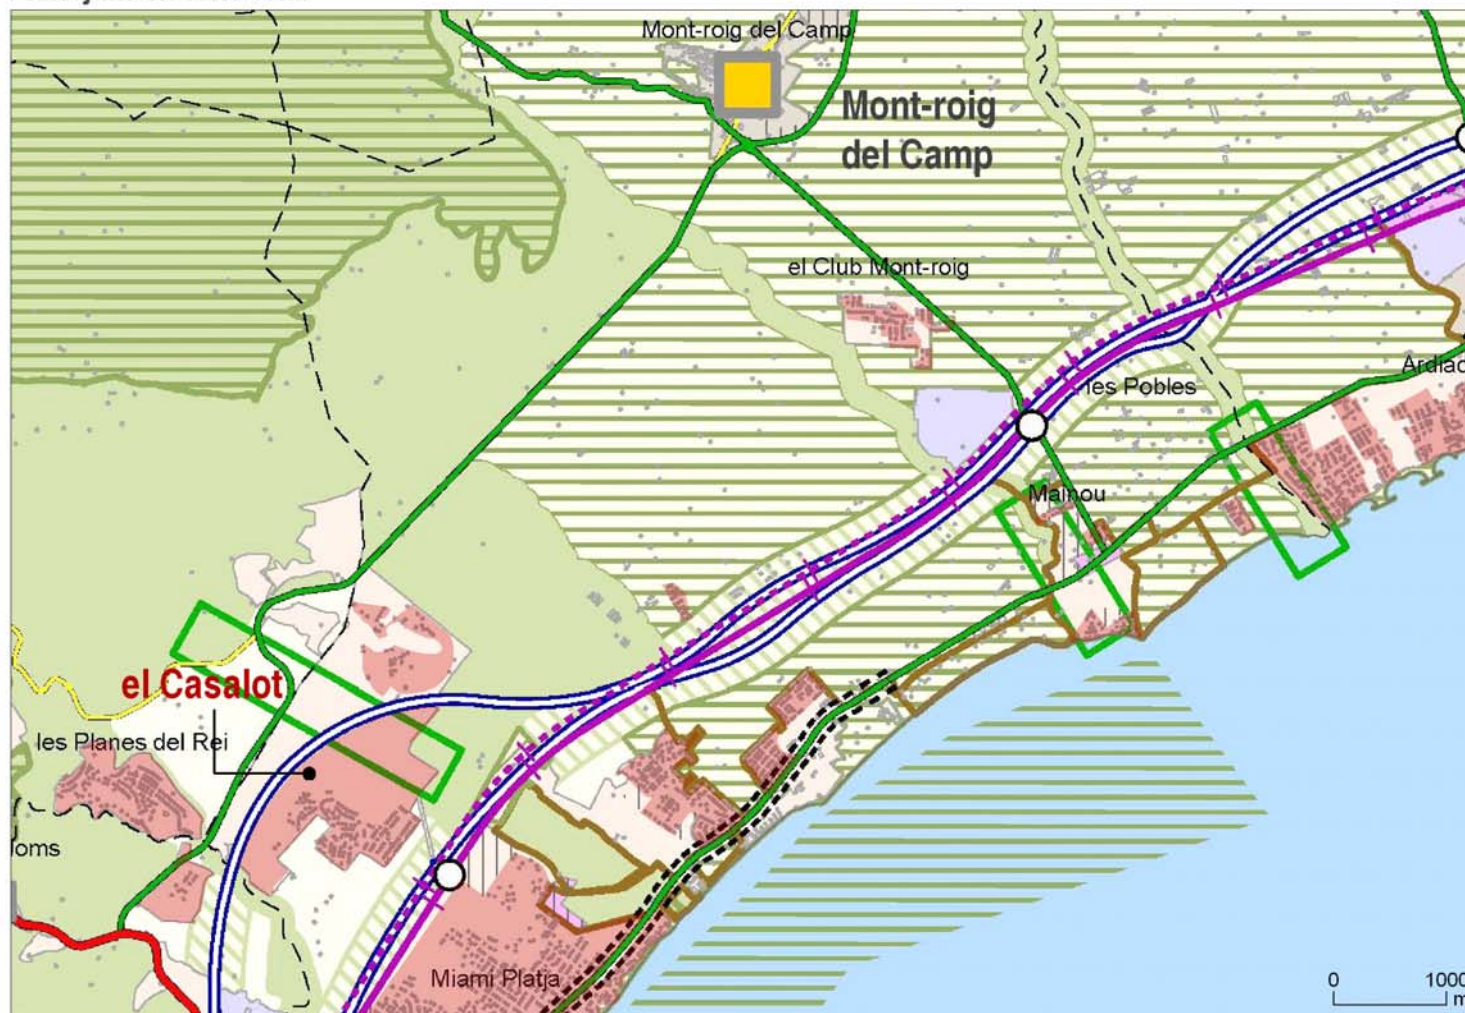 Mont-roig del Camp
Mont-roig
del Camp
el Club Mont-roig
les Pobles
Ardiac
Mainou
el Casalot
les Planes del Rei
oms
Miami Platja
0 1000
m